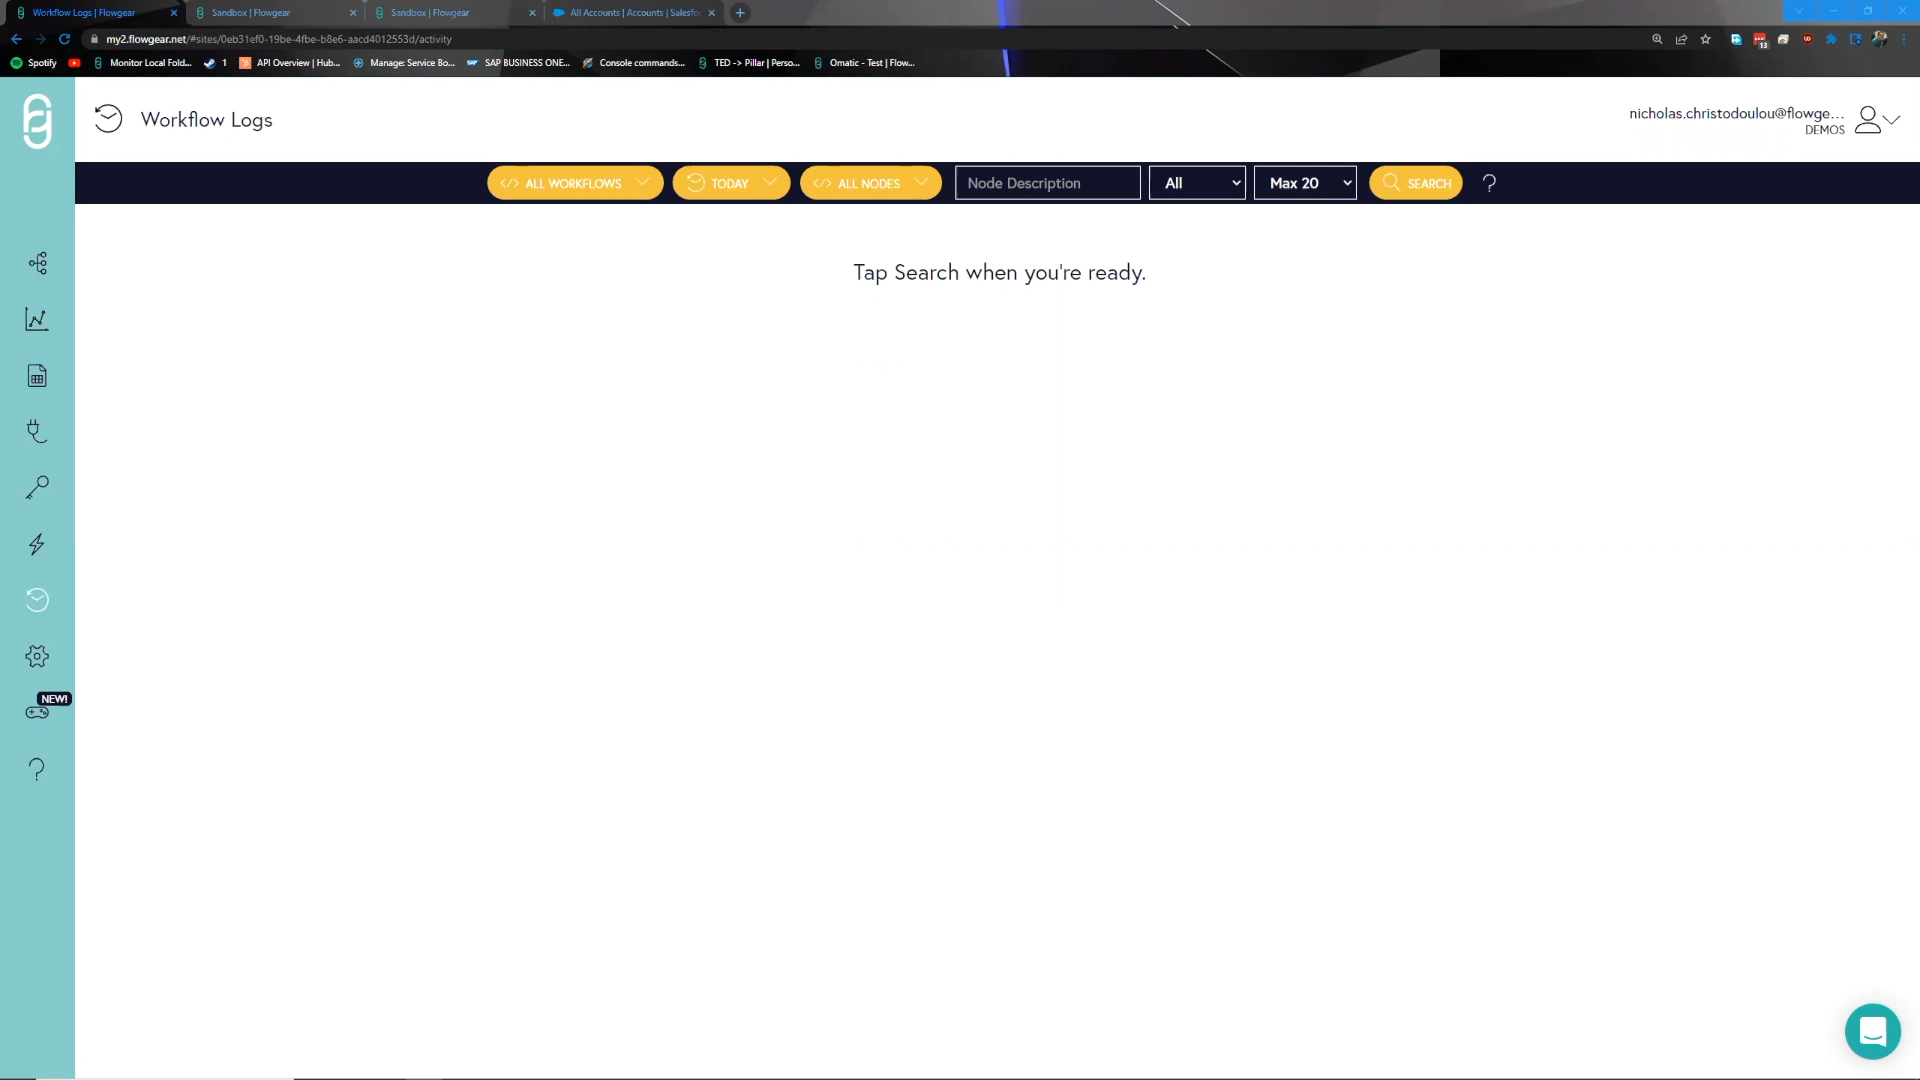 Workflow Logs | Flowgear
Sandbox | Flowgear
Sandbox | Flowgear
All Accounts | Accounts | Salesfo
my2.flowgear.net/#sites/0eb31ef0-19be-4fbe-b8e6-aacd4012553d/activity
13
Spotify
Monitor Local Fold...
1
API Overview | Hub...
Manage: Service Bo...
SAP BUSINESS ONE...
Console commands...
TED -> Pillar | Perso...
Omatic - Test | Flow...
Workflow Logs
nicholas.christodoulou@flowge...
DEMOS
ALL WORKFLOWS
TODAY
ALL NODES
Node Description
All
Max 20
SEARCH
?
Tap Search when you're ready.
NEW!
?